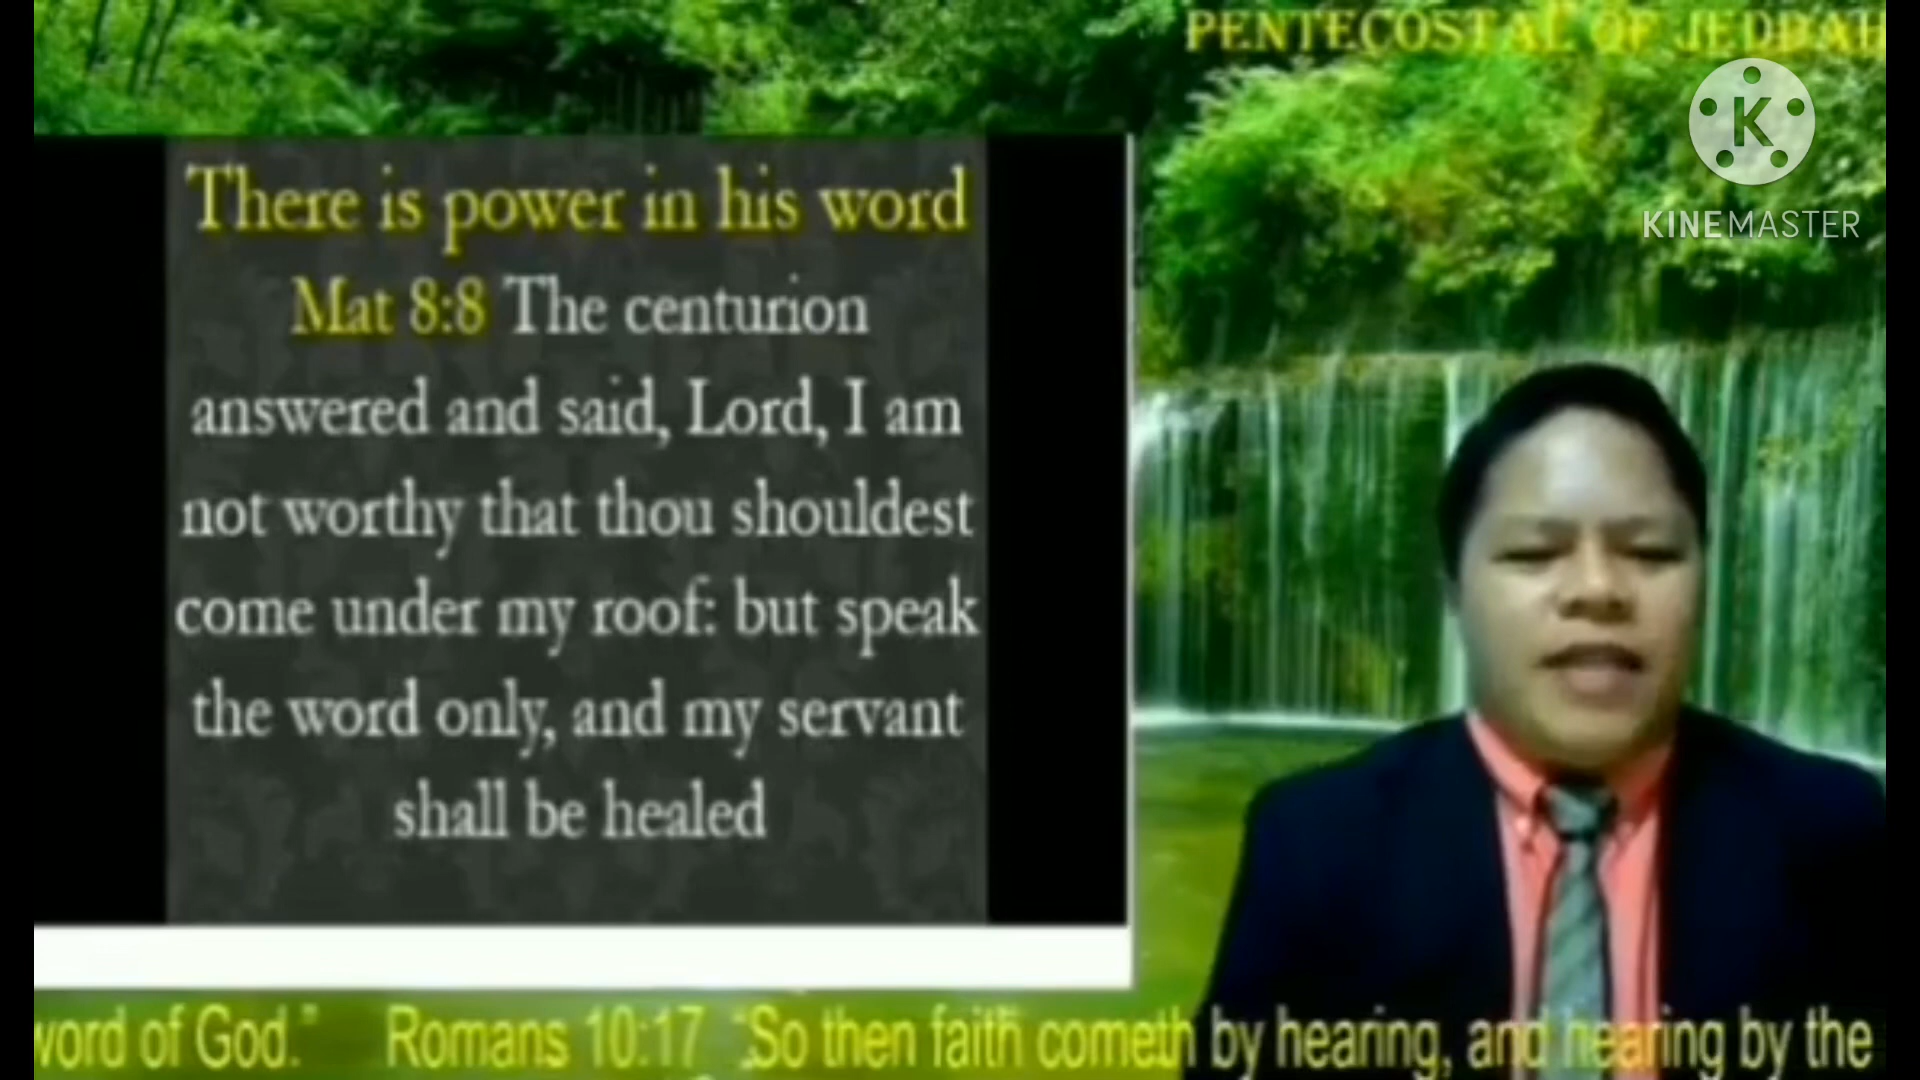 PENTECOSTAL OF JEDDAH
K
KINEMASTER
There is power in his word
Mat 8:8 The centurion
answered and said, Lord, I am
not worthy that thou shouldest
come under my roof: but speak
the word only, and my servant
shall be healed
word of God." Romans 10:17 "So then faith cometh by hearing, and hearing by the